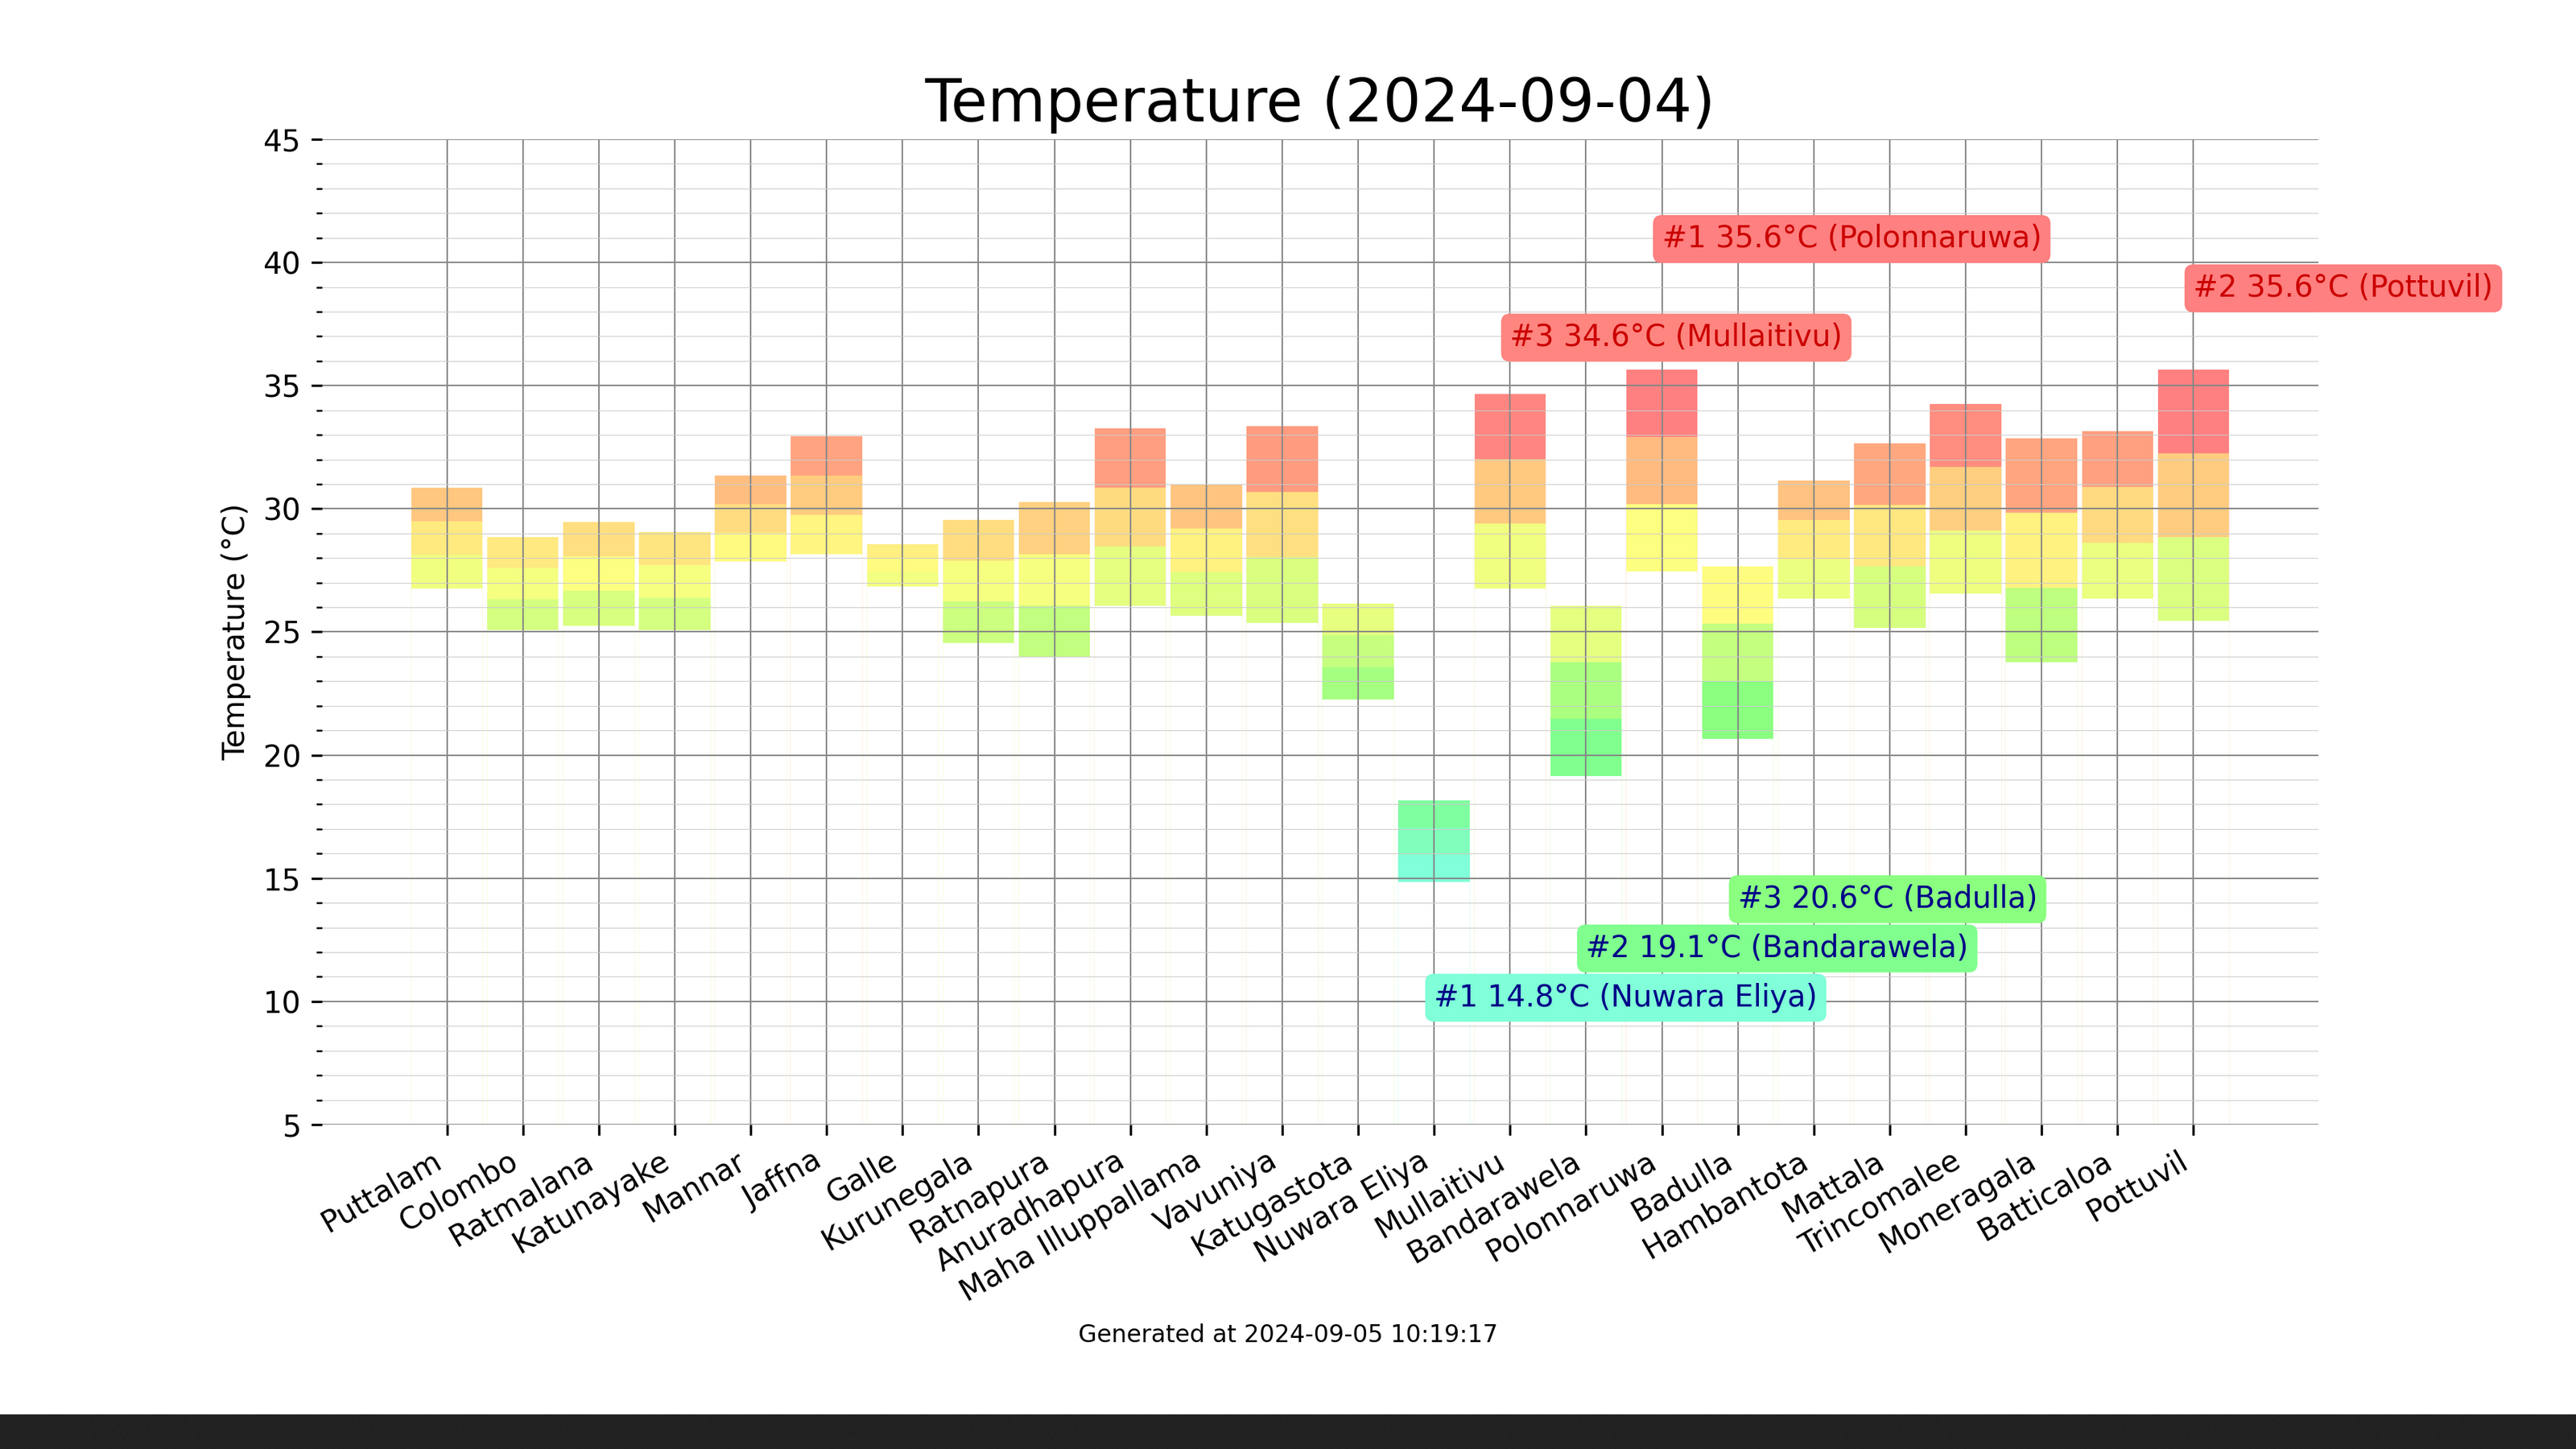 Temperature (2024-09-04)
45
40
35
30
25
20
15
10
5
Temperature (°C)
#1 35.6°C (Polonnaruwa)
#2 35.6°C (Pottuvil)
#3 34.6°C (Mullaitivu)
#3 20.6°C (Badulla)
#2 19.1°C (Bandarawela)
#1 14.8°C (Nuwara Eliya)
Puttalam
Colombo
Ratmalana
Katunayake
Mannar
Jaffna
Galle
Kurunegala
Ratnapura
Anuradhapura
Maha Illuppallama
Vavuniya
Katugastota
Nuwara Eliya
Mullaitivu
Bandarawela
Polonnaruwa
Badulla
Hambantota
Mattala
Trincomalee
Moneragala
Batticaloa
Pottuvil
Generated at 2024-09-05 10:19:17